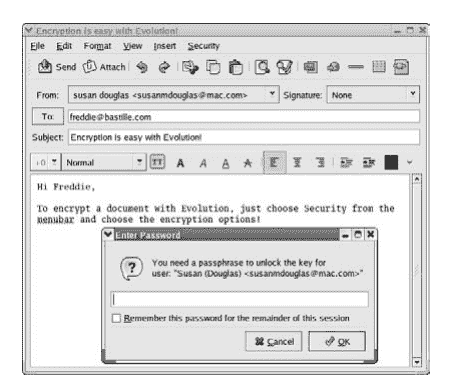 Encryption is easy with Evolution!
File Edit Format View Insert Security
Send Attach
From: susan douglas <susanmdouglas@mac.com> Signature: None
To: freddie@bastille.com
Subject: Encryption is easy with Evolution!
+0 Normal TT A A A A
Hi Freddie,
To encrypt a document with Evolution, just choose Security from the
menubar and choose the encryption options!
Enter Password
You need a passphrase to unlock the key for
user: "Susan (Douglas) <susanmdouglas@mac.com>"
Remember this password for the remainder of this session
Cancel OK